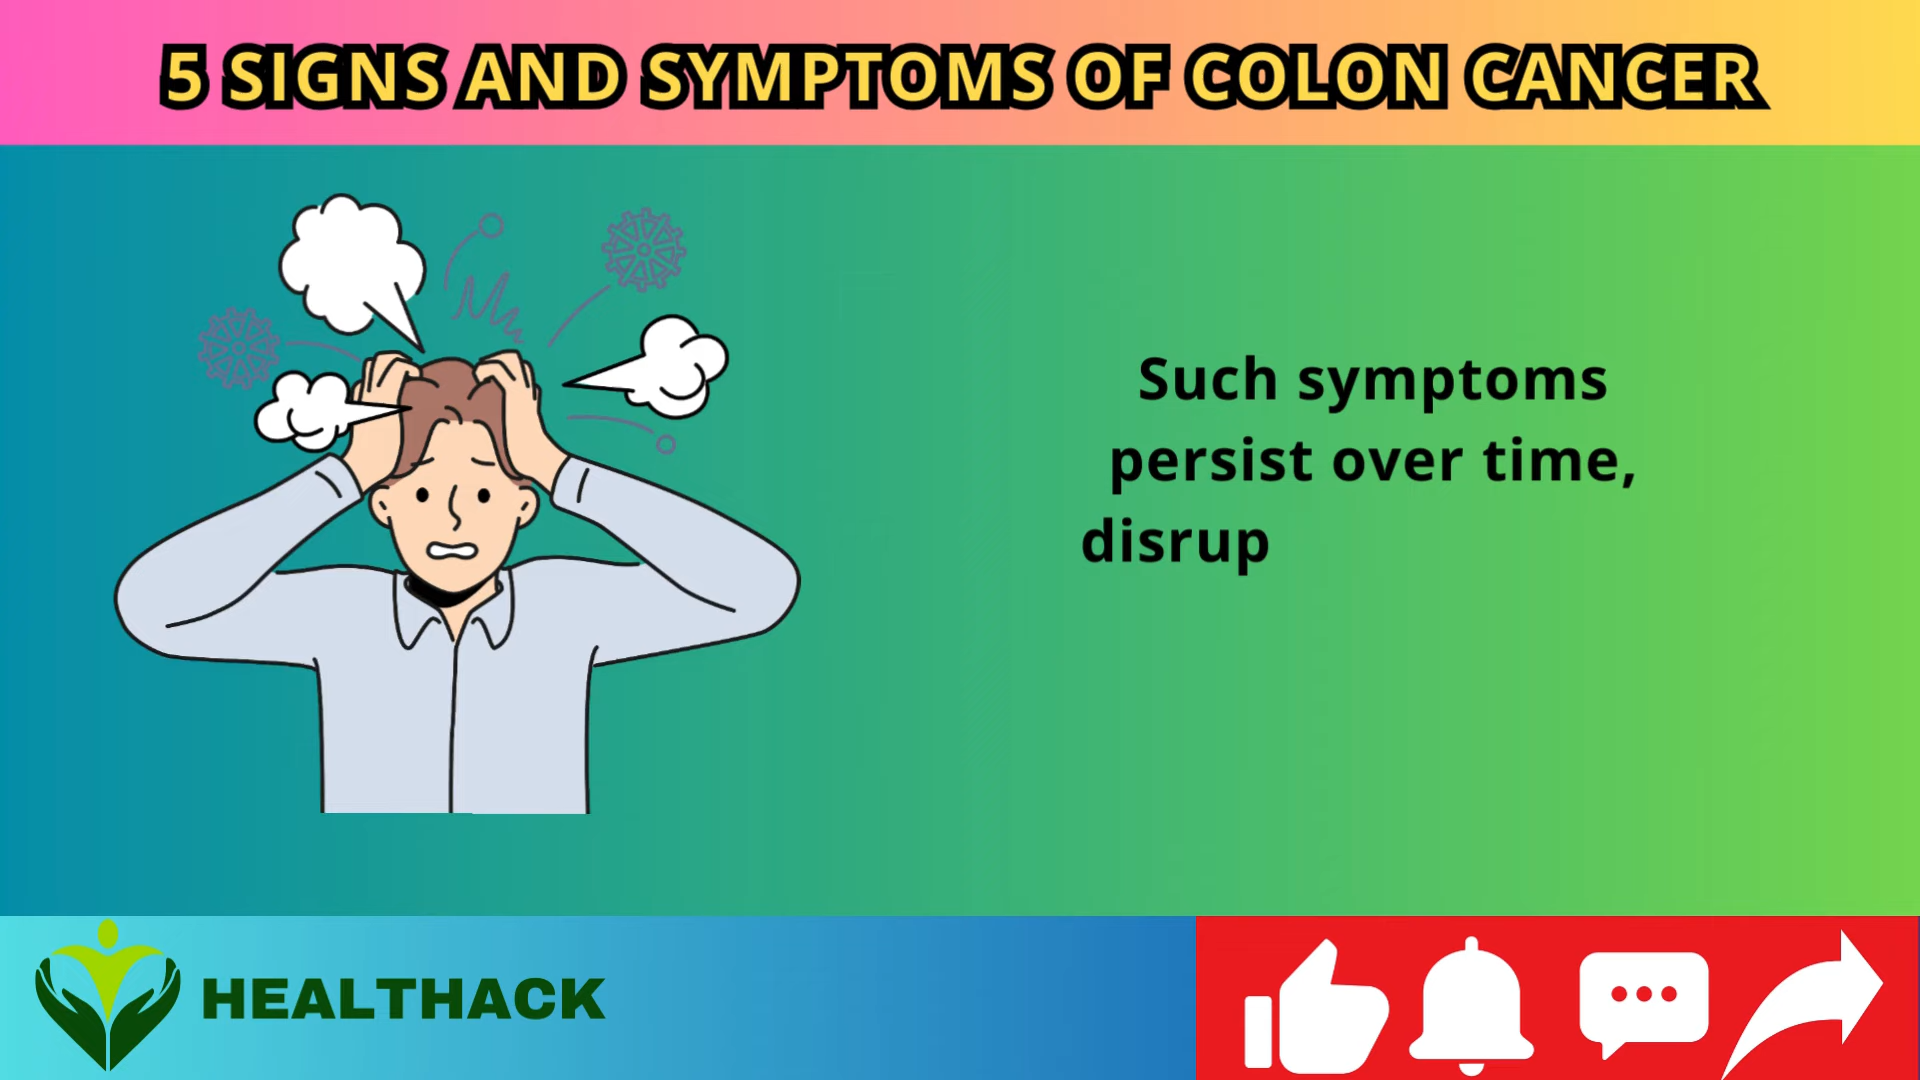 5 SIGNS AND SYMPTOMS OF COLON CANCER
Such symptoms
persist over time,
disrup
HEALTHACK